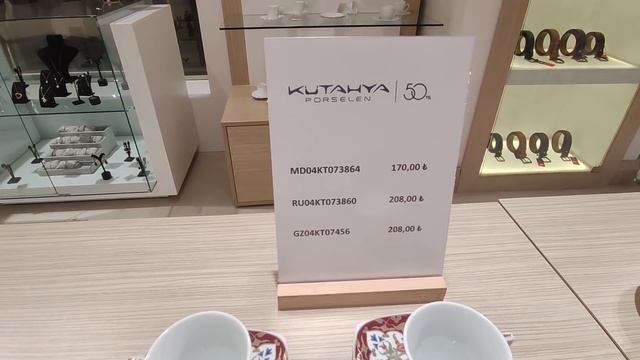 KUTAHYA 50
PORSELEN
MD04KT073864 170,00 ₺
RU04KT073860 208,00 ₺
GZ04KT07456 208,00 ₺